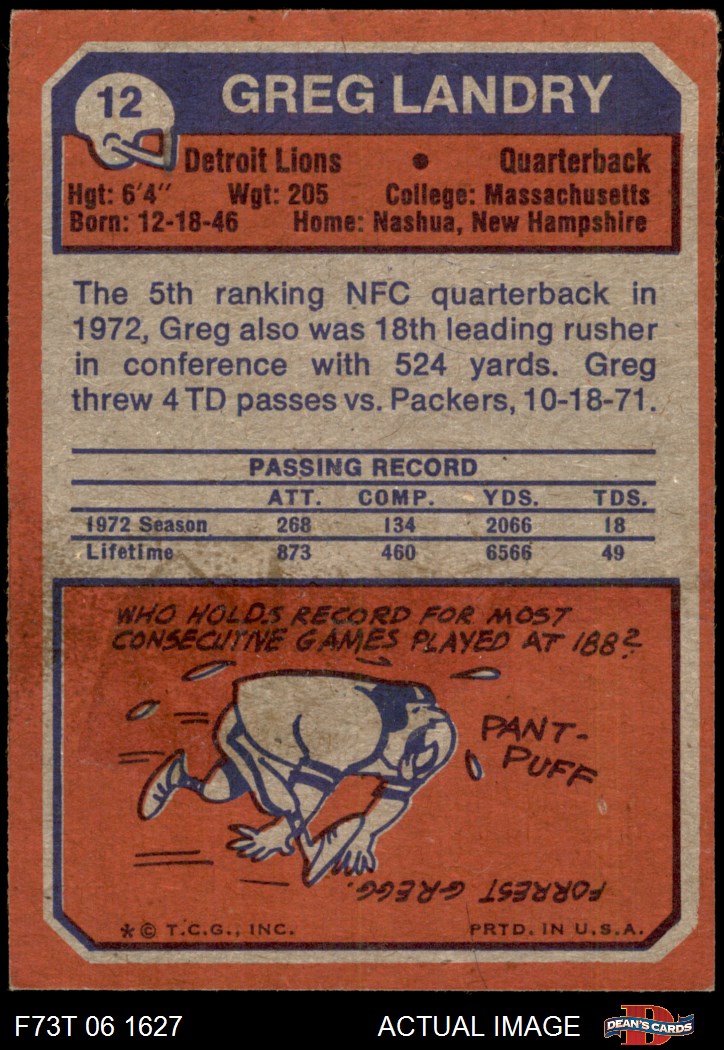 12 GREG LANDRY
Detroit Lions • Quarterback
Hgt: 6'4" Wgt: 205 College: Massachusetts
Born: 12-18-46 Home: Nashua, New Hampshire
The 5th ranking NFC quarterback in
1972, Greg also was 18th leading rusher
in conference with 524 yards. Greg
threw 4 TD passes vs. Packers, 10-18-71.
PASSING RECORD
ATT. COMP. YDS. TDS.
1972 Season 268 134 2066 18
Lifetime 873 460 6566 49
WHO HOLDS RECORD FOR MOST
CONSECUTIVE GAMES PLAYED AT 188?
PANT-
PUFF
FORREST GREGG.
* © T.C.G., INC. PRTD. IN U.S.A.
F73T 06 1627 ACTUAL IMAGE D DEAN'S CARDS